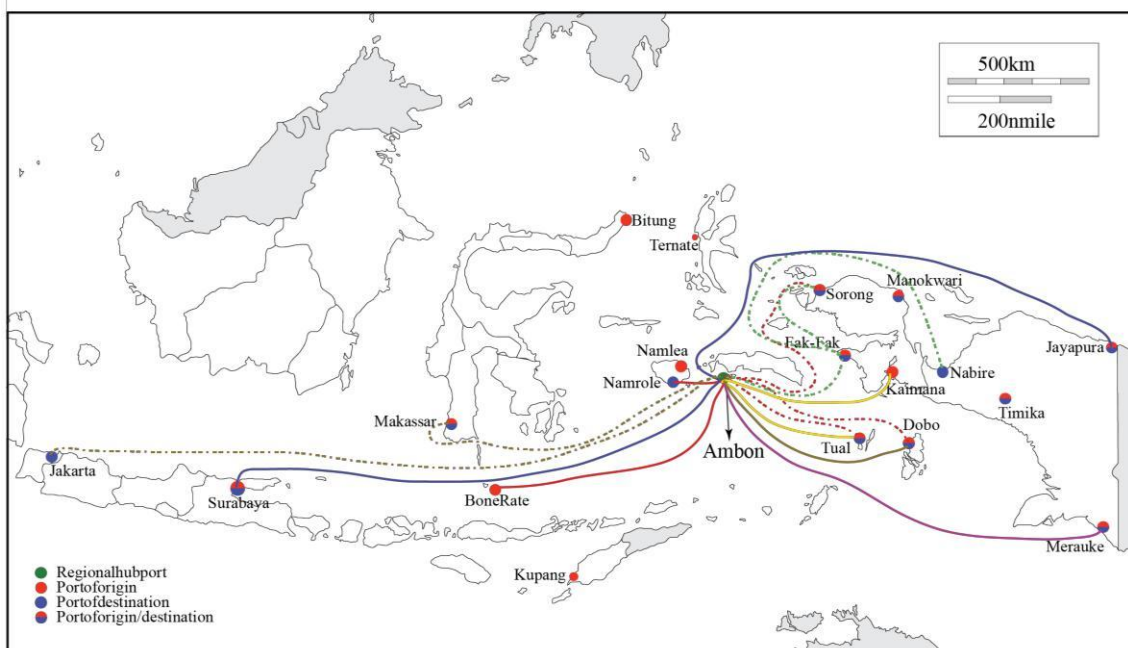 500km
200nmile
Bitung
Ternate
Manokwari
Sorong
Fak-Fak
Jayapura
Namlea
Namrole
Kaimana
Nabire
Timika
Makassar
Dobo
Tual
Ambon
Jakarta
Surabaya
BoneRate
Merauke
Kupang
Regionalhubport
Portoforigin
Portofdestination
Portoforigin/destination